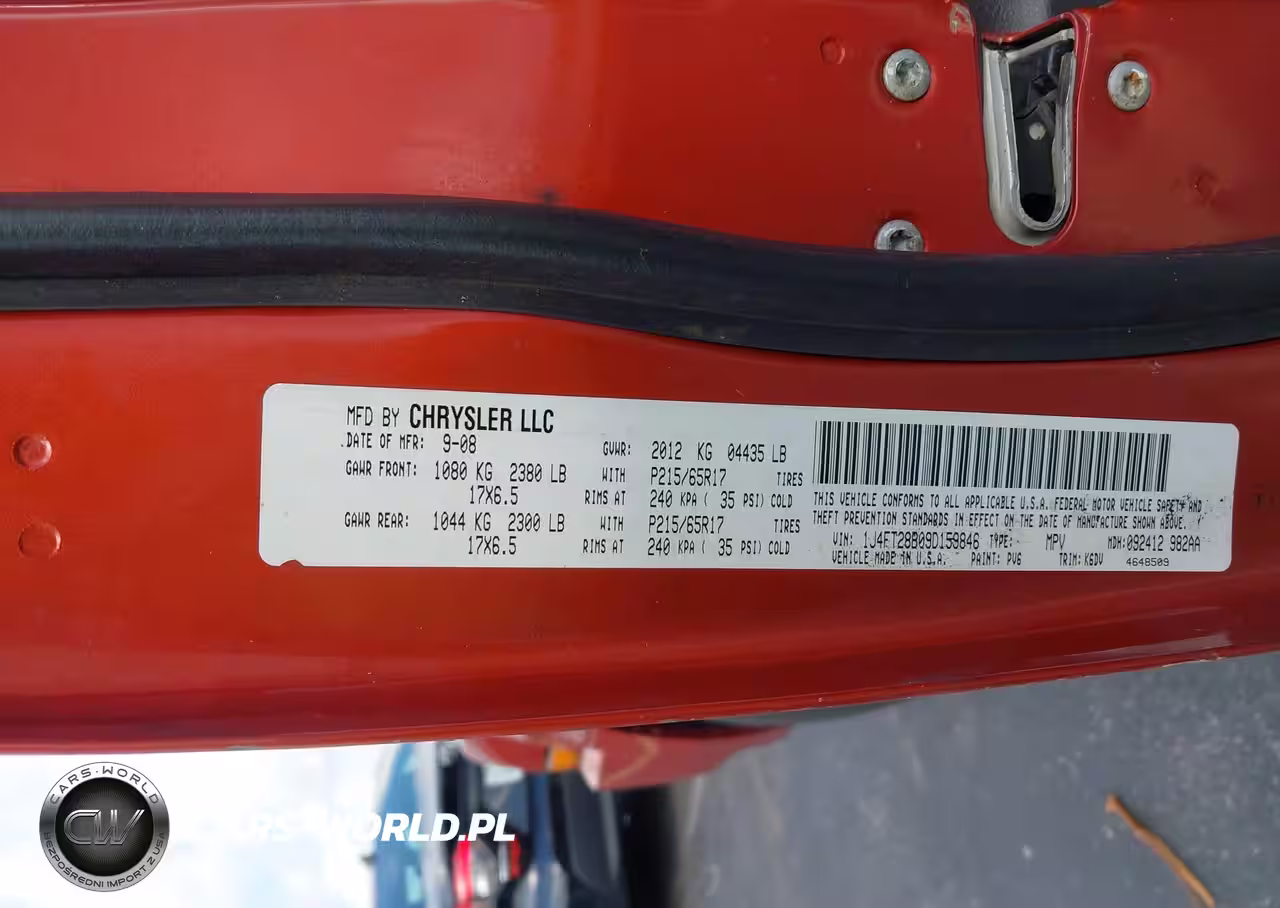 MFD BY CHRYSLER LLC
DATE OF MFR: 9-08 GVWR: 2012 KG 04435 LB
GAWR FRONT: 1080 KG 2380 LB WITH P215/65R17 TIRES
17X6.5 RIMS AT 240 KPA ( 35 PSI) COLD
GAWR REAR: 1044 KG 2300 LB WITH P215/65R17 TIRES
17X6.5 RIMS AT 240 KPA ( 35 PSI) COLD
THIS VEHICLE CONFORMS TO ALL APPLICABLE U.S.A. FEDERAL MOTOR VEHICLE SAFETY AND
THEFT PREVENTION STANDARDS IN EFFECT ON THE DATE OF MANUFACTURE SHOWN ABOVE.
VIN: 1J4FT28B09D159846 TYPE: MPV MDH: 092412 982AA
VEHICLE MADE IN U.S.A. PAINT: PV6 TRIM: K6DV 4648509
CARS-WORLD
CW
BEZPOŚREDNI IMPORT Z USA
CARS-WORLD.PL